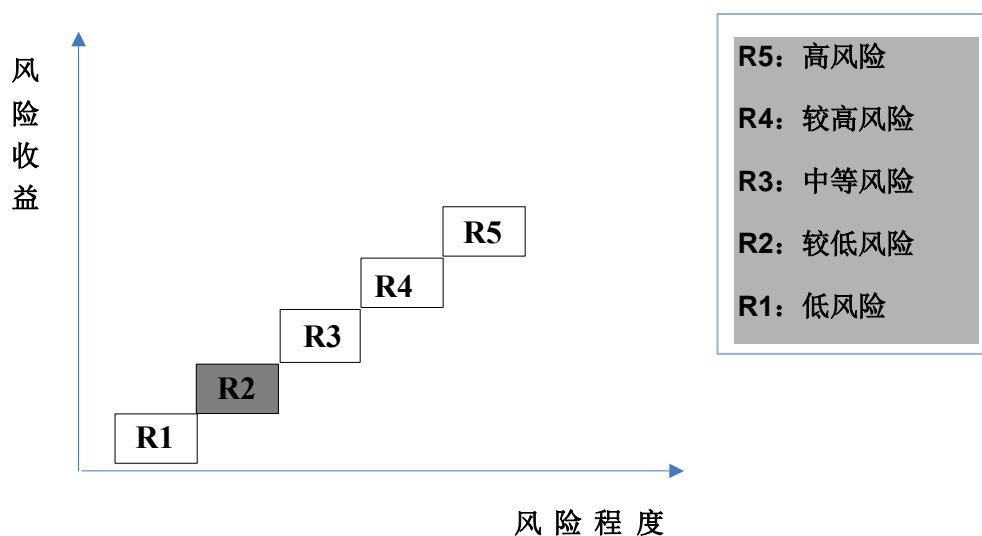 风
险
收
益
R5
R4
R3
R2
R1
风 险 程 度
R5：高风险
R4：较高风险
R3：中等风险
R2：较低风险
R1：低风险